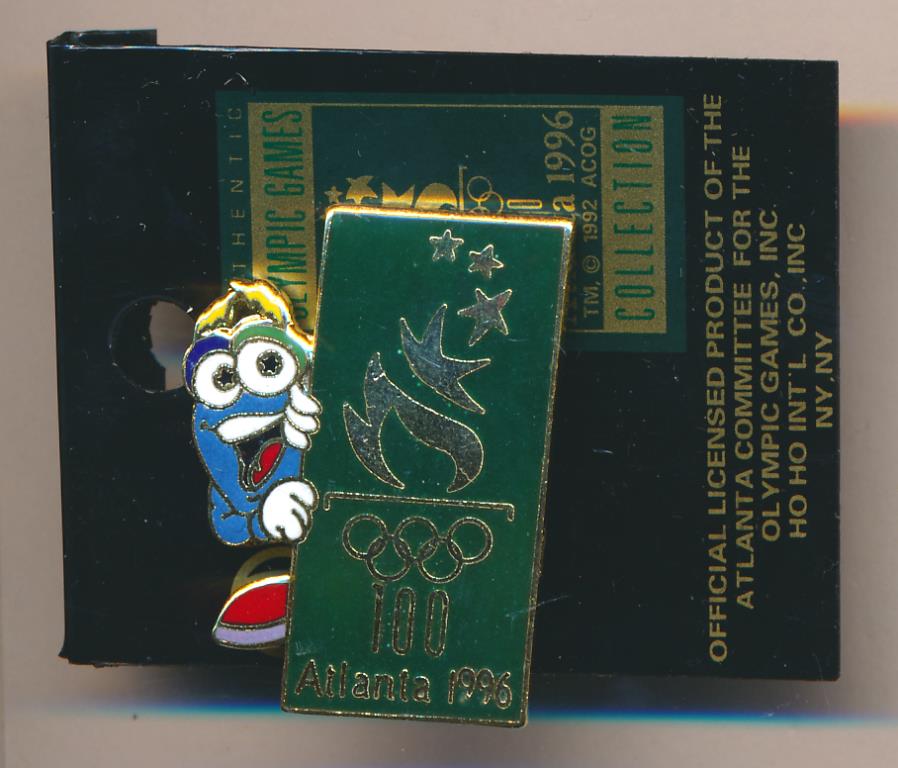 100
Atlanta 1996
OLYMPIC GAMES
a 1996
TM, © 1992 ACOG
COLLECTION
OFFICIAL LICENSED PRODUCT OF THE
ATLANTA COMMITTEE FOR THE
OLYMPIC GAMES, INC
HO HO INT'L CO.,INC
NY,NY